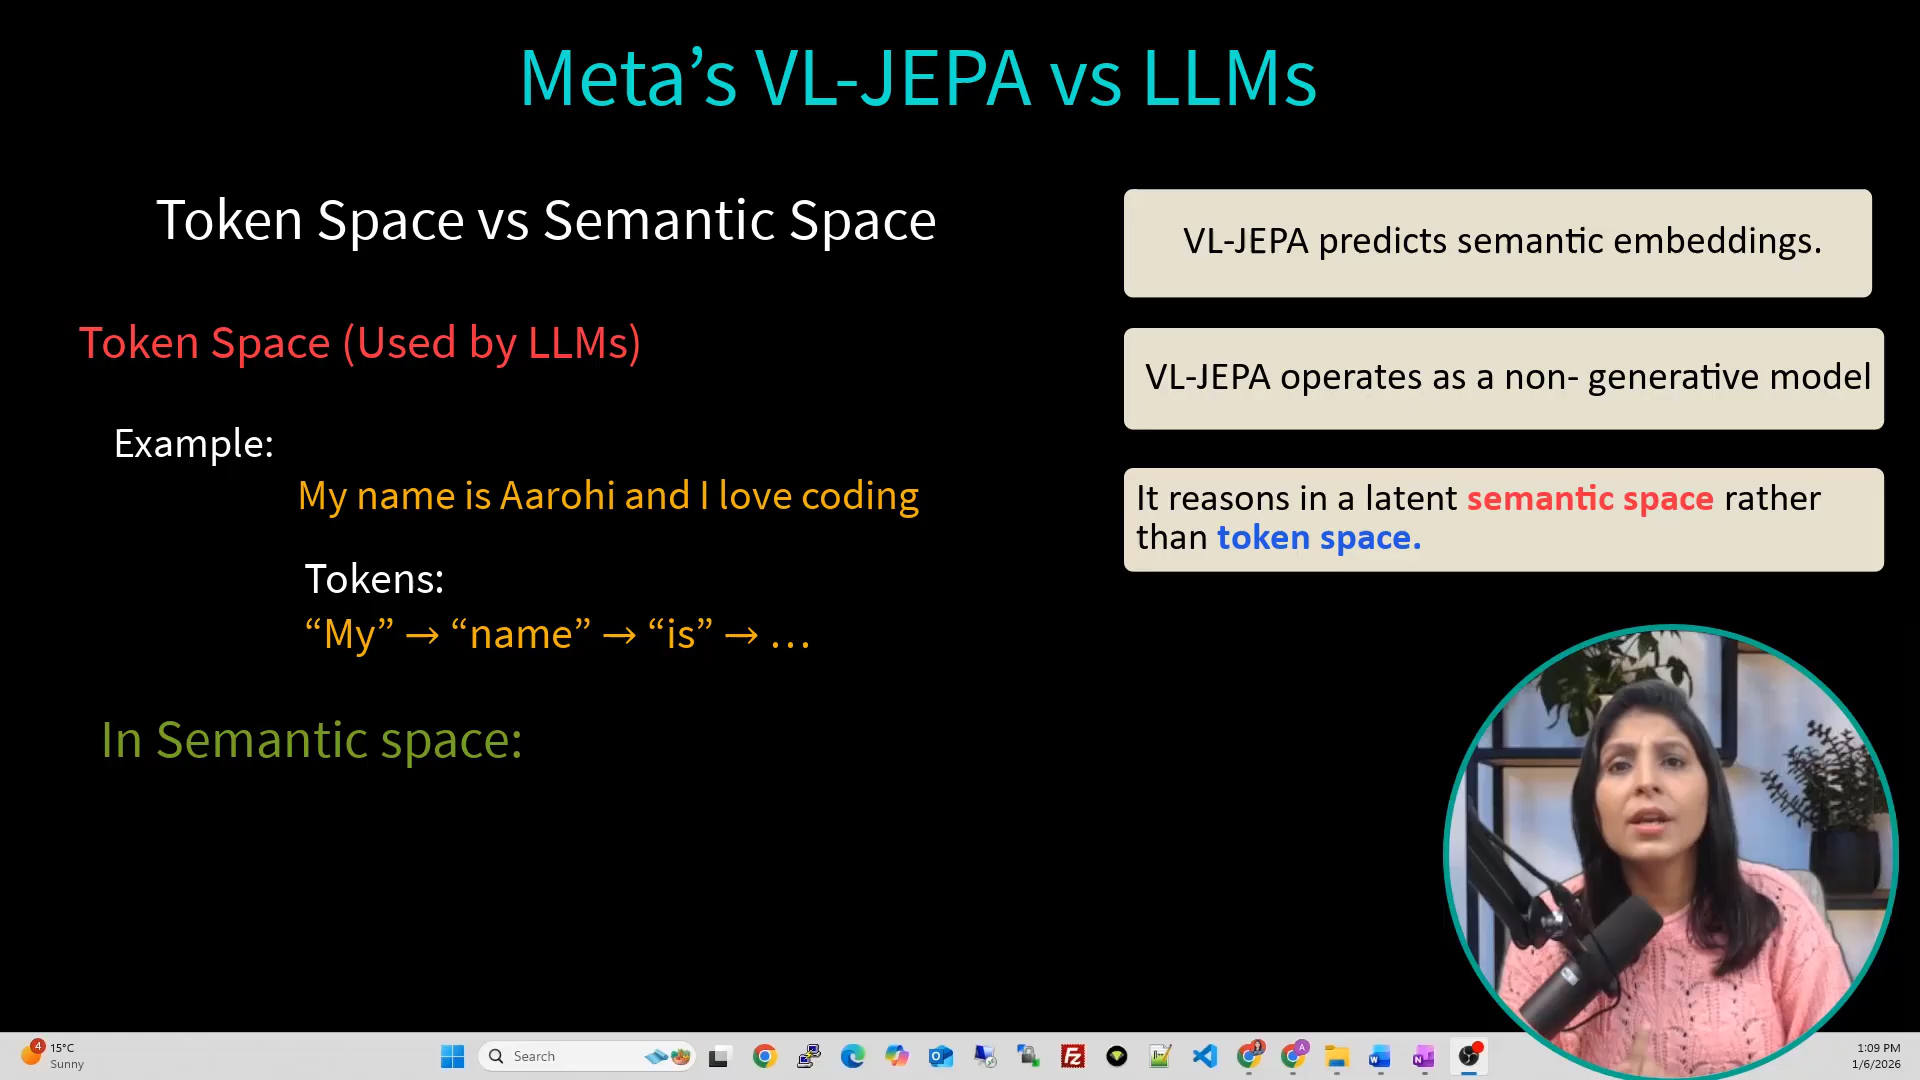 Meta’s VL-JEPA vs LLMs
Token Space vs Semantic Space
Token Space (Used by LLMs)
Example:
My name is Aarohi and I love coding
Tokens:
“My” → “name” → “is” → …
In Semantic space:
VL-JEPA predicts semantic embeddings.
VL-JEPA operates as a non- generative model
It reasons in a latent semantic space rather
than token space.
4
15°C
Sunny
Search
1:09 PM
1/6/2026